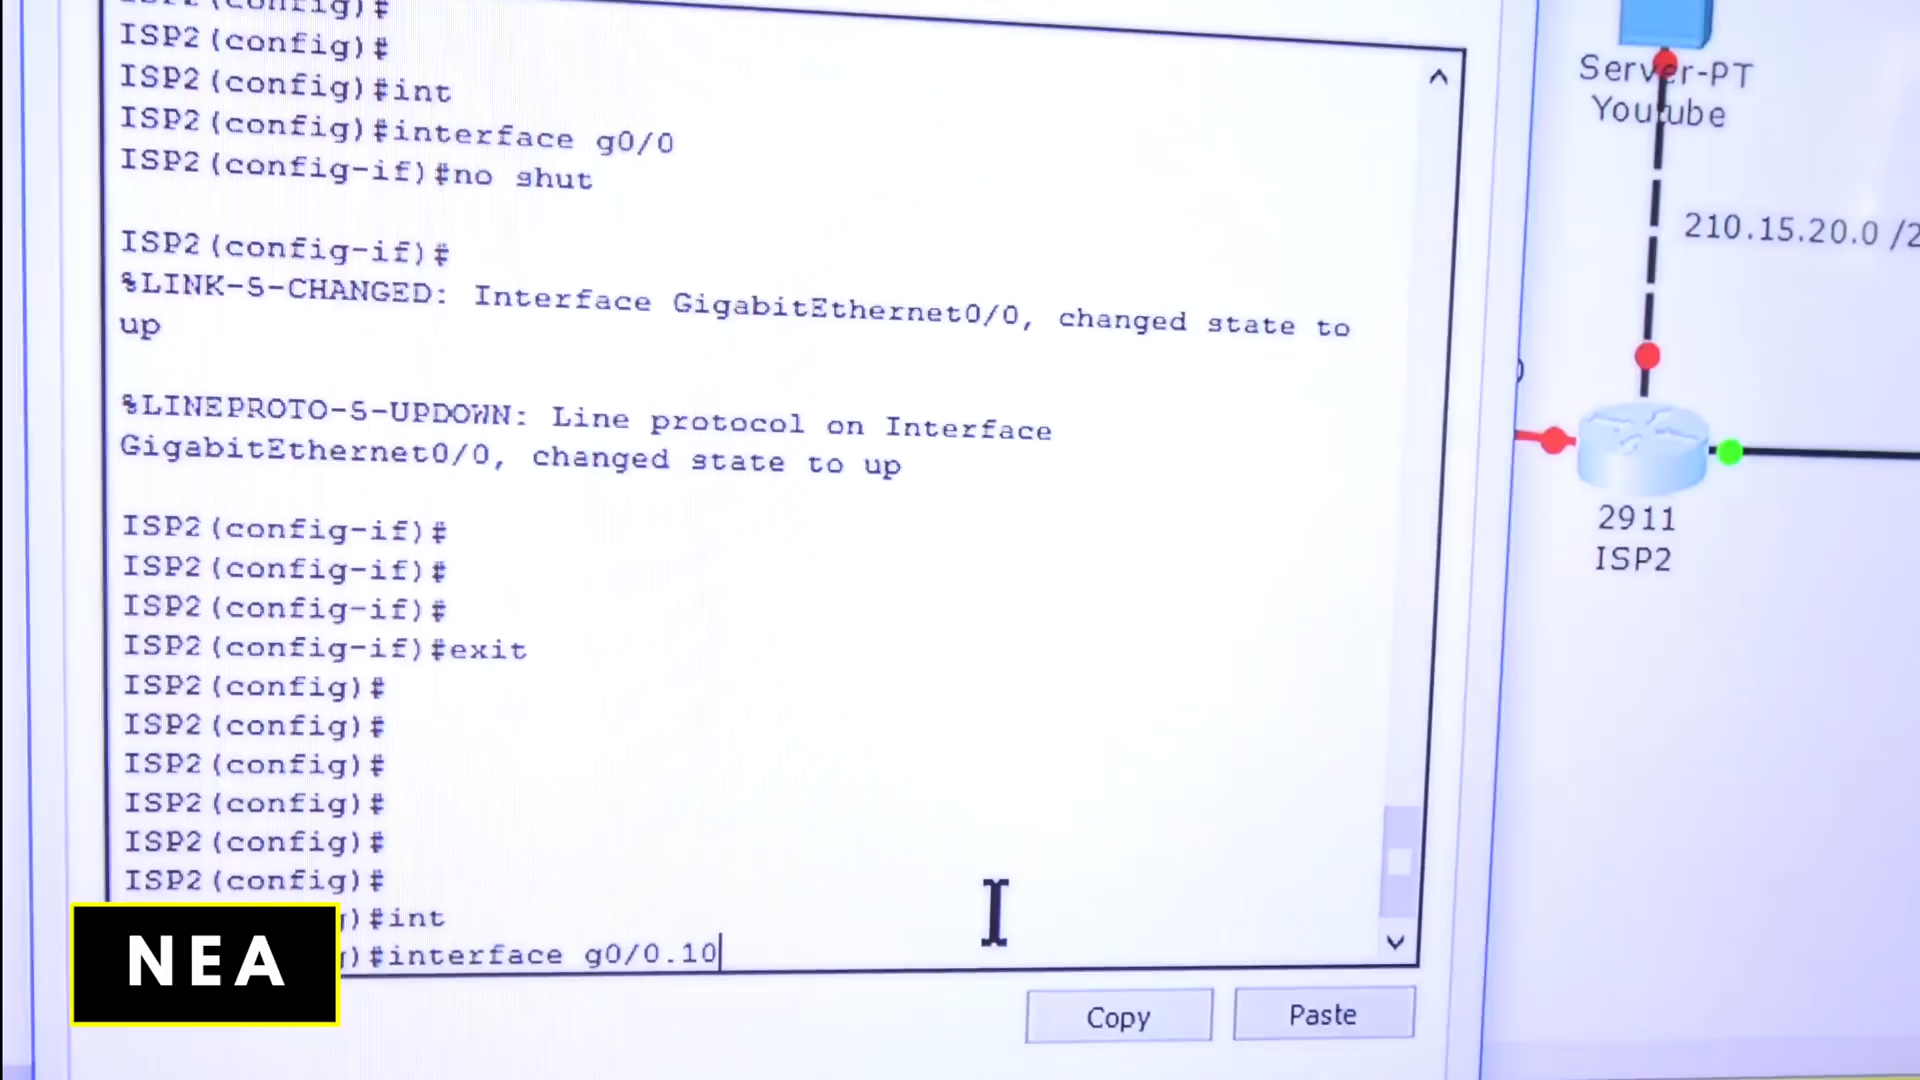 ISP2(config)#
ISP2(config)#
ISP2(config)#int
ISP2(config)#interface g0/0
ISP2(config-if)#no shut
ISP2(config-if)#
%LINK-5-CHANGED: Interface GigabitEthernet0/0, changed state to
up
%LINEPROTO-5-UPDOWN: Line protocol on Interface
GigabitEthernet0/0, changed state to up
ISP2(config-if)#
ISP2(config-if)#
ISP2(config-if)#
ISP2(config-if)#exit
ISP2(config)#
ISP2(config)#
ISP2(config)#
ISP2(config)#
ISP2(config)#
ISP2(config)#
)#int
)#interface g0/0.10
Copy
Paste
NEA
Server-PT
Youtube
210.15.20.0 /2
2911
ISP2